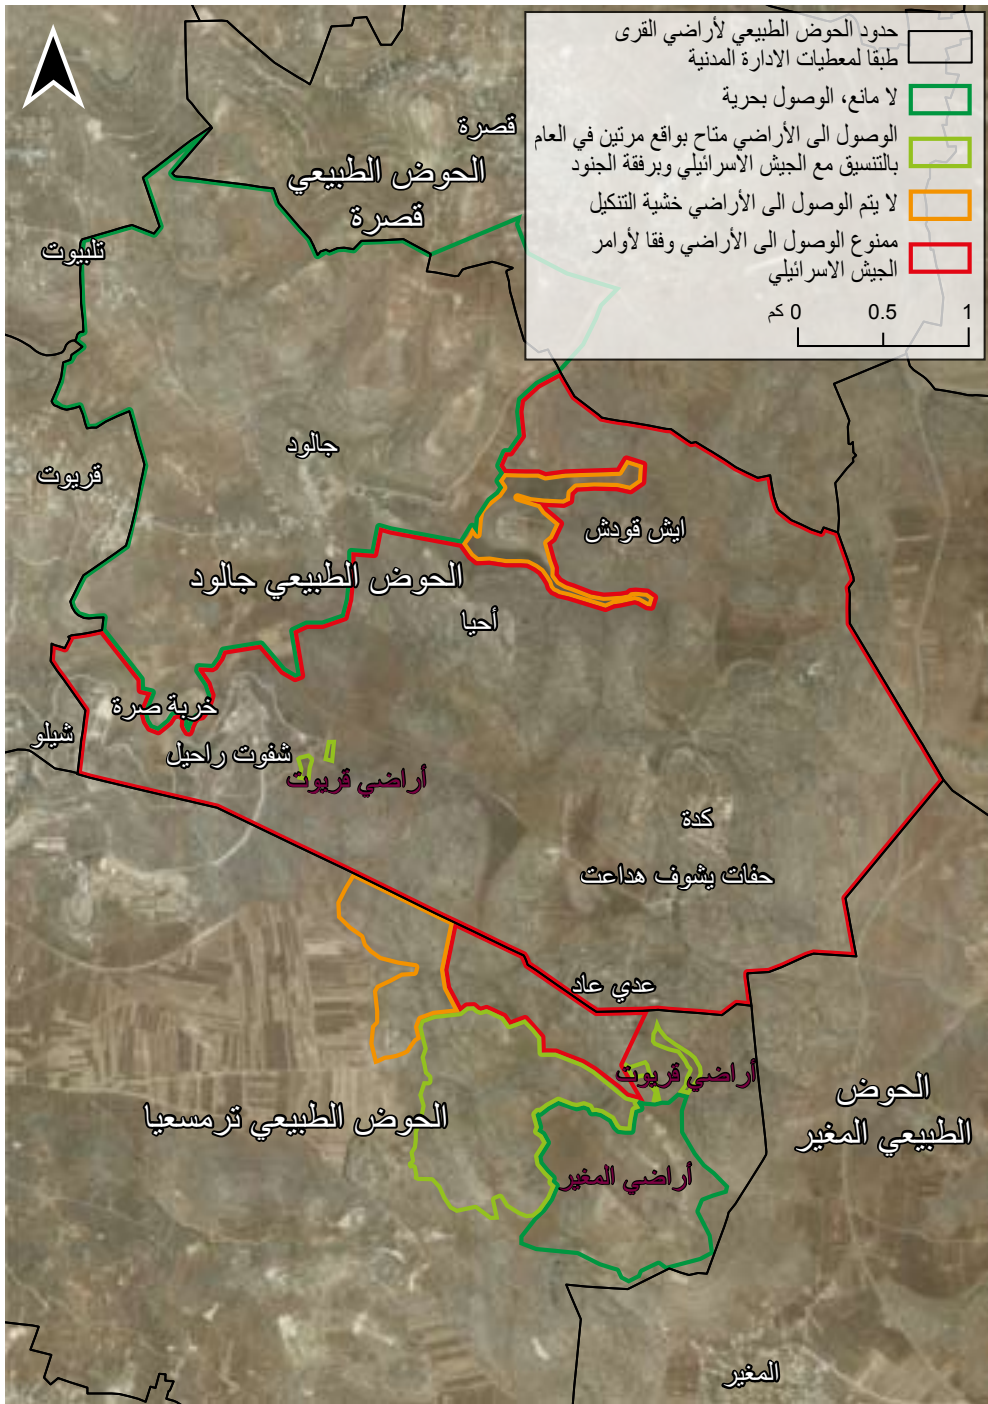 حدود الحوض الطبيعي لأراضي القرى
طبقا لمعطيات الادارة المدنية
لا مانع، الوصول بحرية
الوصول الى الأراضي متاح بواقع مرتين في العام
بالتنسيق مع الجيش الاسرائيلي وبرفقة الجنود
لا يتم الوصول الى الأراضي خشية التنكيل
ممنوع الوصول الى الأراضي وفقا لأوامر
الجيش الاسرائيلي
كم 0 0.5 1
قصرة
الحوض الطبيعي
قصرة
تلبيوت
جالود
قريوت
ايش قودش
الحوض الطبيعي جالود
أحيا
خربة صرة
شيلو
شفوت راحيل
أراضي قريوت
كدة
حفات يشوف هداعت
عدي عاد
أراضي قريوت
الحوض
الطبيعي المغير
الحوض الطبيعي ترمسعيا
أراضي المغير
المغير